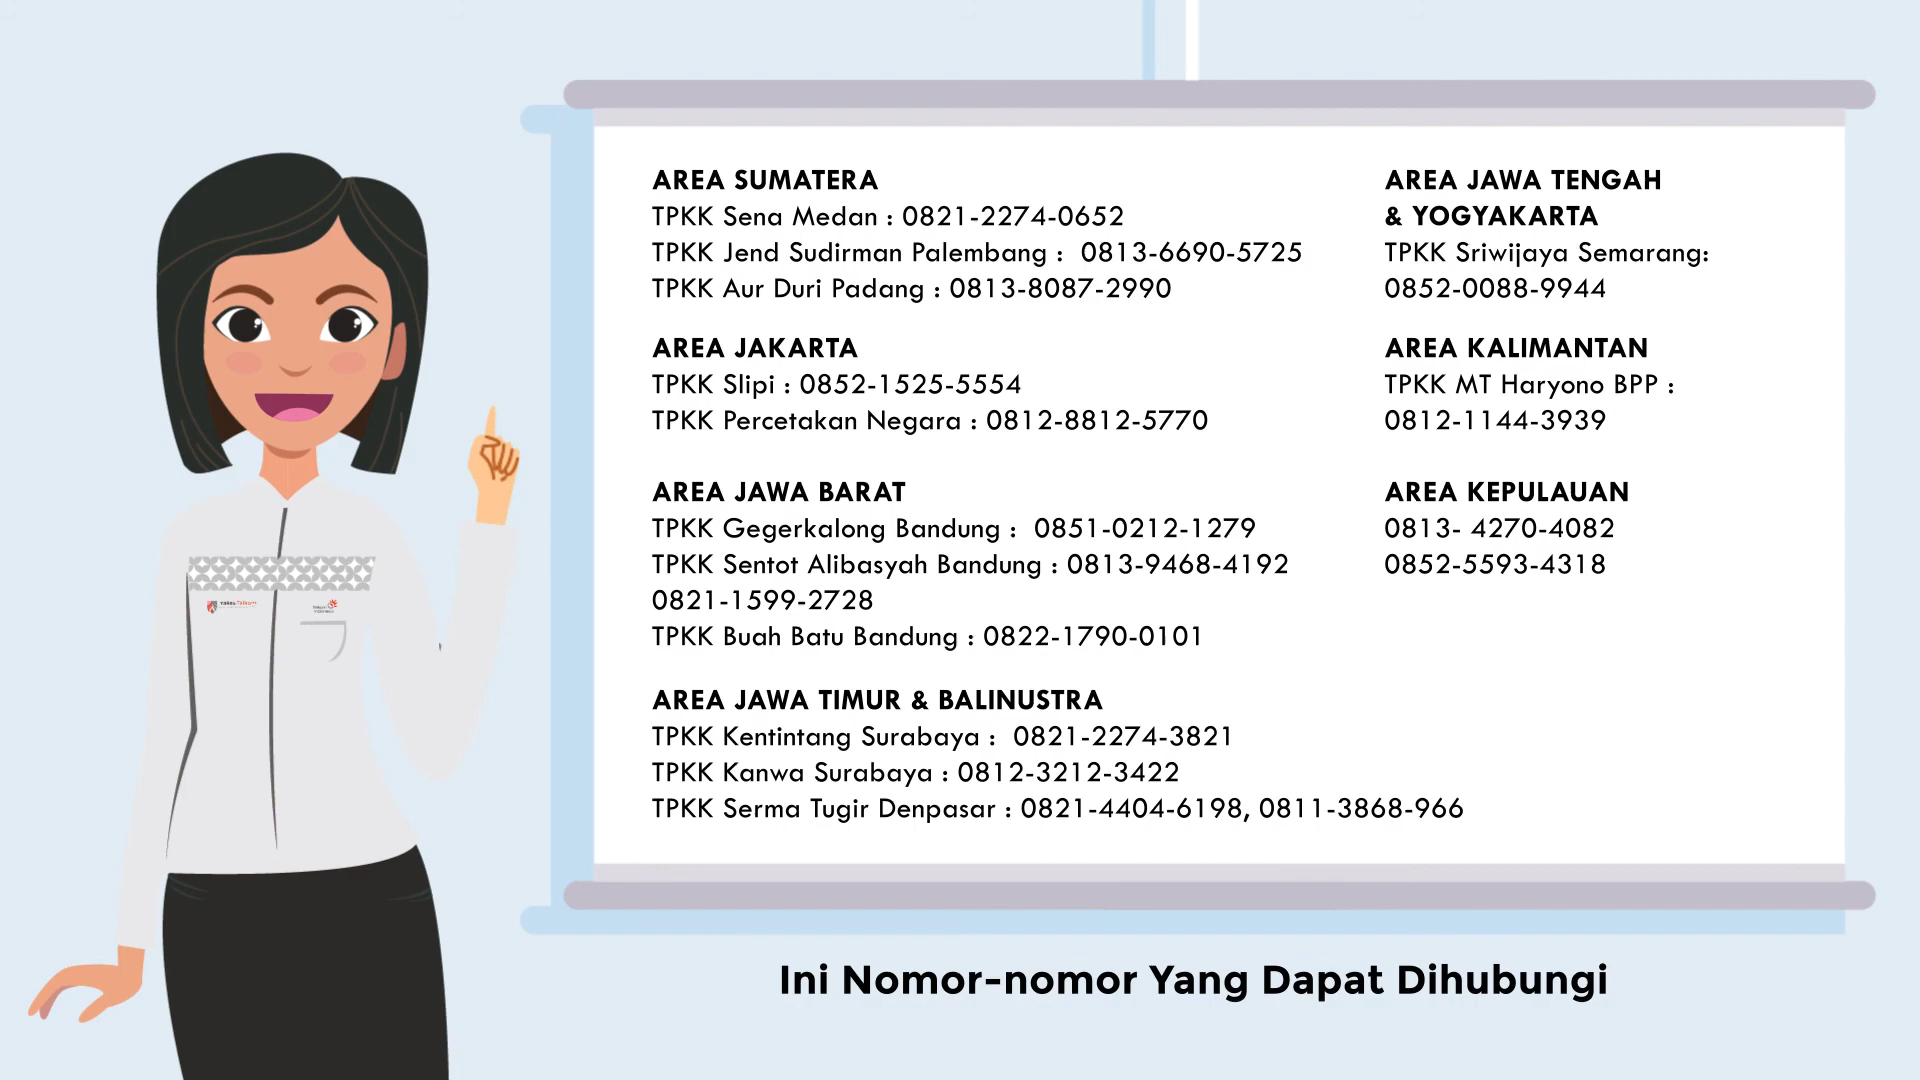 AREA SUMATERA
TPKK Sena Medan : 0821-2274-0652
TPKK Jend Sudirman Palembang :  0813-6690-5725
TPKK Aur Duri Padang : 0813-8087-2990
AREA JAKARTA
TPKK Slipi : 0852-1525-5554
TPKK Percetakan Negara : 0812-8812-5770
AREA JAWA BARAT
TPKK Gegerkalong Bandung :  0851-0212-1279
TPKK Sentot Alibasyah Bandung : 0813-9468-4192
0821-1599-2728
TPKK Buah Batu Bandung : 0822-1790-0101
AREA JAWA TIMUR & BALINUSTRA
TPKK Kentintang Surabaya :  0821-2274-3821
TPKK Kanwa Surabaya : 0812-3212-3422
TPKK Serma Tugir Denpasar : 0821-4404-6198, 0811-3868-966
AREA JAWA TENGAH
& YOGYAKARTA
TPKK Sriwijaya Semarang:
0852-0088-9944
AREA KALIMANTAN
TPKK MT Haryono BPP :
0812-1144-3939
AREA KEPULAUAN
0813- 4270-4082
0852-5593-4318
Ini Nomor-nomor Yang Dapat Dihubungi